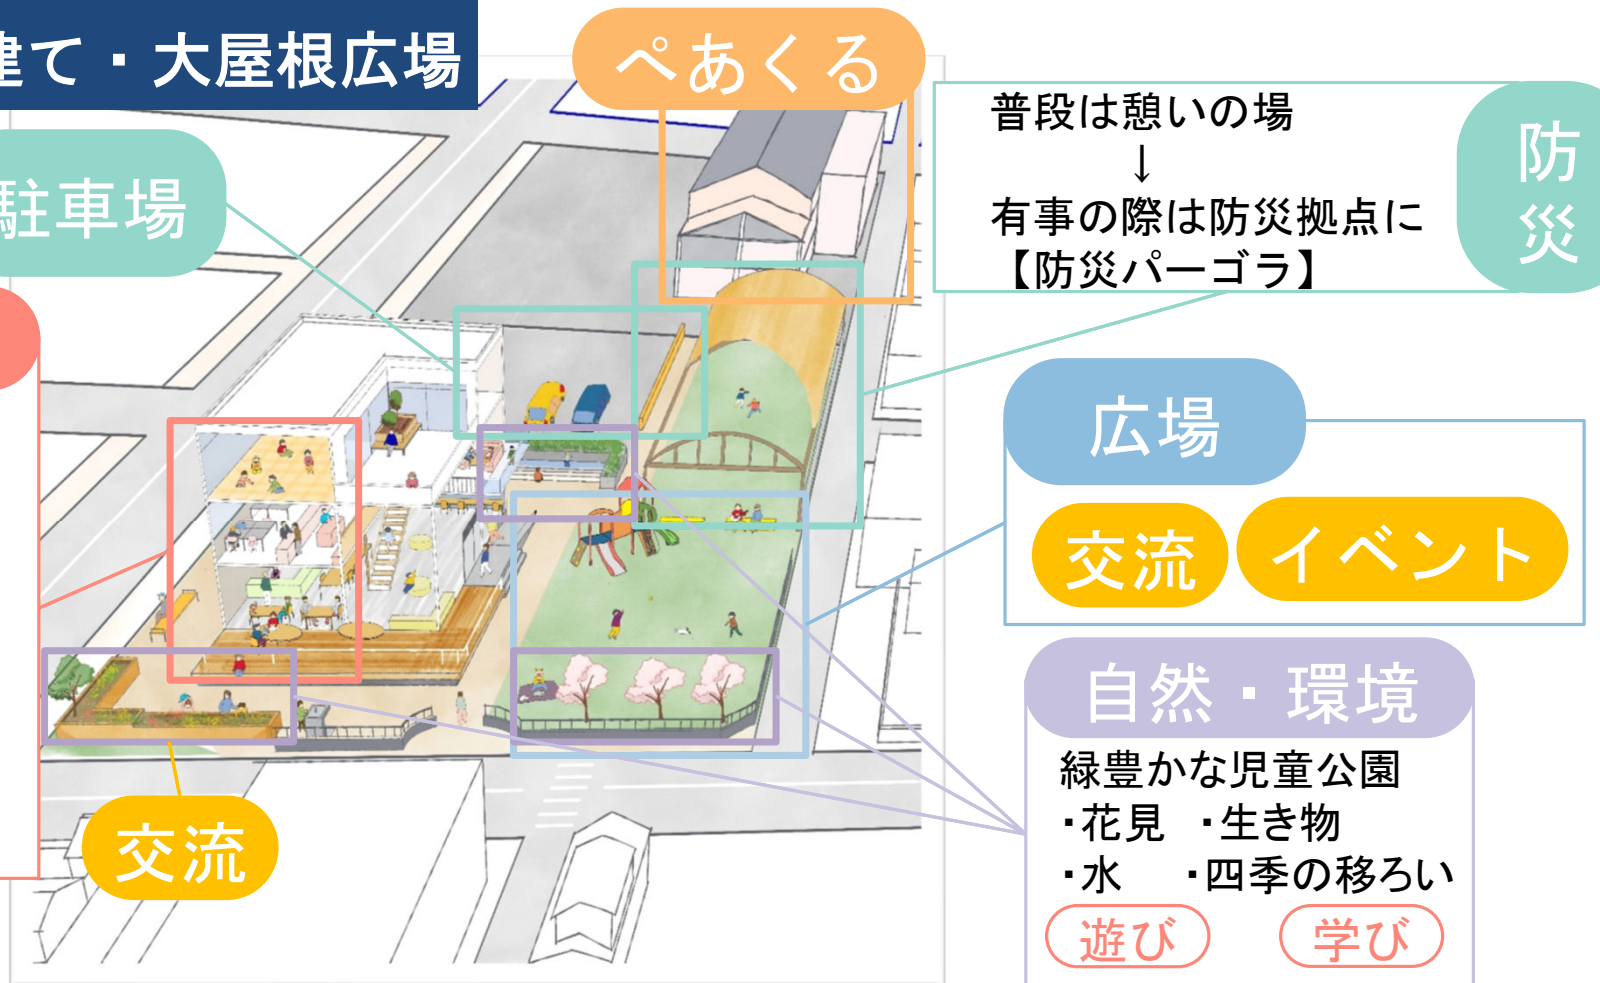 建て・大屋根広場
ぺあくる
駐車場
普段は憩いの場
↓
有事の際は防災拠点に
【防災パーゴラ】
防災
広場
交流
イベント
自然・環境
緑豊かな児童公園
・花見 ・生き物
・水 ・四季の移ろい
遊び
学び
交流